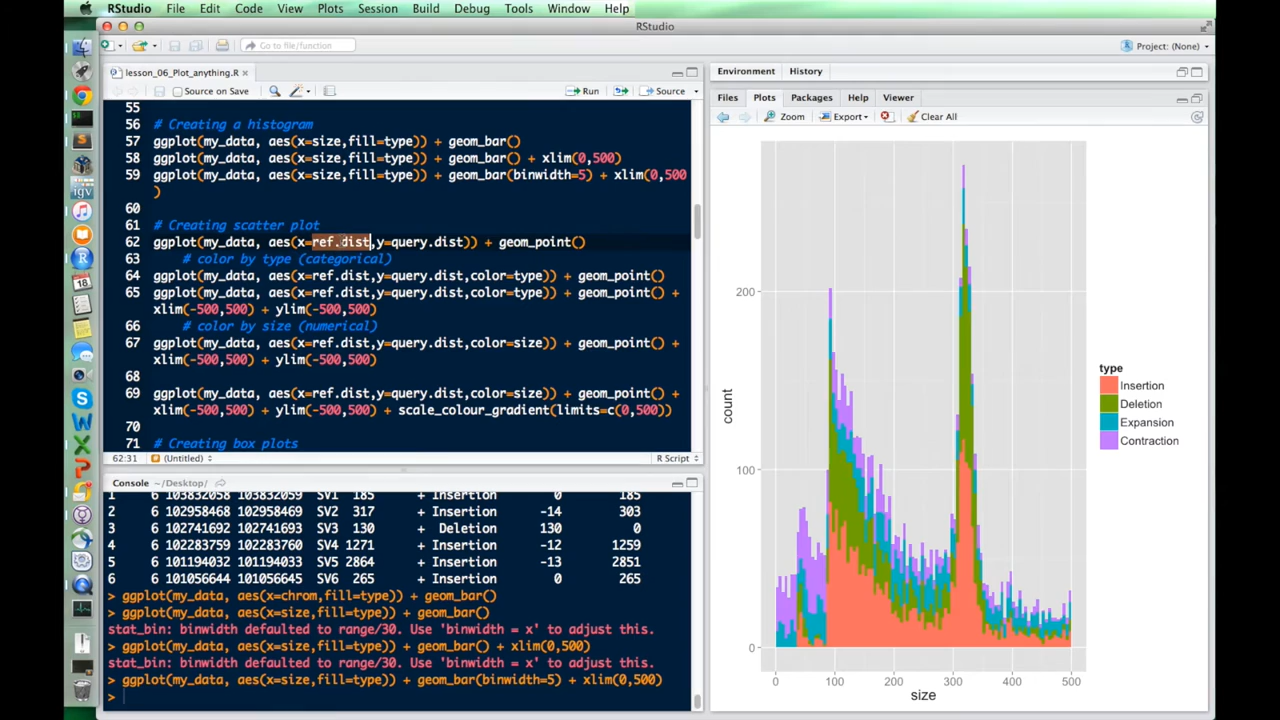 RStudio File Edit Code View Plots Session Build Debug Tools Window Help
RStudio
Go to file/function
Project: (None)
lesson_06_Plot_anything.R
Source on Save
Run
Source
55
56 # Creating a histogram
57 ggplot(my_data, aes(x=size,fill=type)) + geom_bar()
58 ggplot(my_data, aes(x=size,fill=type)) + geom_bar() + xlim(0,500)
59 ggplot(my_data, aes(x=size,fill=type)) + geom_bar(binwidth=5) + xlim(0,500
)
60
61 # Creating scatter plot
62 ggplot(my_data, aes(x=ref.dist,y=query.dist)) + geom_point()
63 # color by type (categorical)
64 ggplot(my_data, aes(x=ref.dist,y=query.dist,color=type)) + geom_point()
65 ggplot(my_data, aes(x=ref.dist,y=query.dist,color=type)) + geom_point() +
xlim(-500,500) + ylim(-500,500)
66 # color by size (numerical)
67 ggplot(my_data, aes(x=ref.dist,y=query.dist,color=size)) + geom_point() +
xlim(-500,500) + ylim(-500,500)
68
69 ggplot(my_data, aes(x=ref.dist,y=query.dist,color=size)) + geom_point() +
xlim(-500,500) + ylim(-500,500) + scale_colour_gradient(limits=c(0,500))
70
71 # Creating box plots
62:31 (Untitled) R Script
Console ~/Desktop/
1 6 103832058 103832059 SV1 185 + Insertion 0 185
2 6 102958468 102958469 SV2 317 + Insertion -14 303
3 6 102741692 102741693 SV3 130 + Deletion 130 0
4 6 102283759 102283760 SV4 1271 + Insertion -12 1259
5 6 101194032 101194033 SV5 2864 + Insertion -13 2851
6 6 101056644 101056645 SV6 265 + Insertion 0 265
> ggplot(my_data, aes(x=chrom,fill=type)) + geom_bar()
> ggplot(my_data, aes(x=size,fill=type)) + geom_bar()
stat_bin: binwidth defaulted to range/30. Use 'binwidth = x' to adjust this.
> ggplot(my_data, aes(x=size,fill=type)) + geom_bar() + xlim(0,500)
stat_bin: binwidth defaulted to range/30. Use 'binwidth = x' to adjust this.
> ggplot(my_data, aes(x=size,fill=type)) + geom_bar(binwidth=5) + xlim(0,500)
>
Environment History
Files Plots Packages Help Viewer
Zoom Export Clear All
200
100
0
count
0 100 200 300 400 500
size
type
Insertion
Deletion
Expansion
Contraction
igv
18